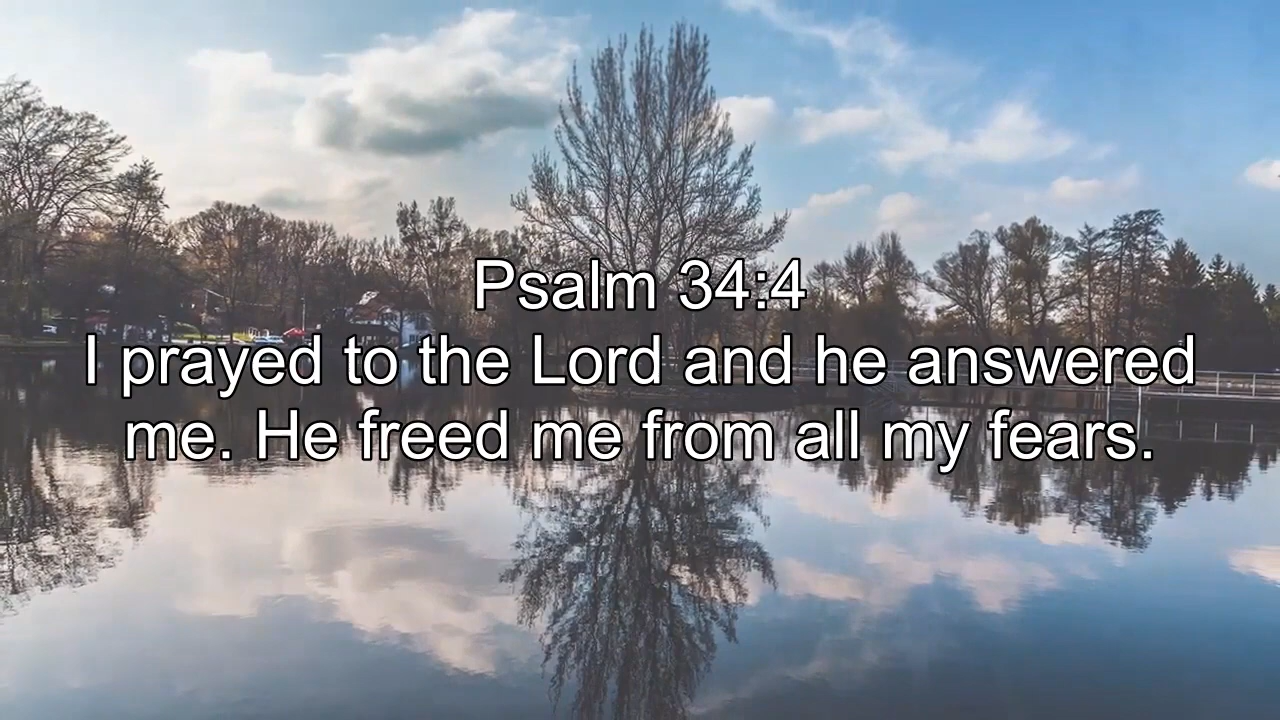 Psalm 34:4
I prayed to the Lord and he answered
me. He freed me from all my fears.